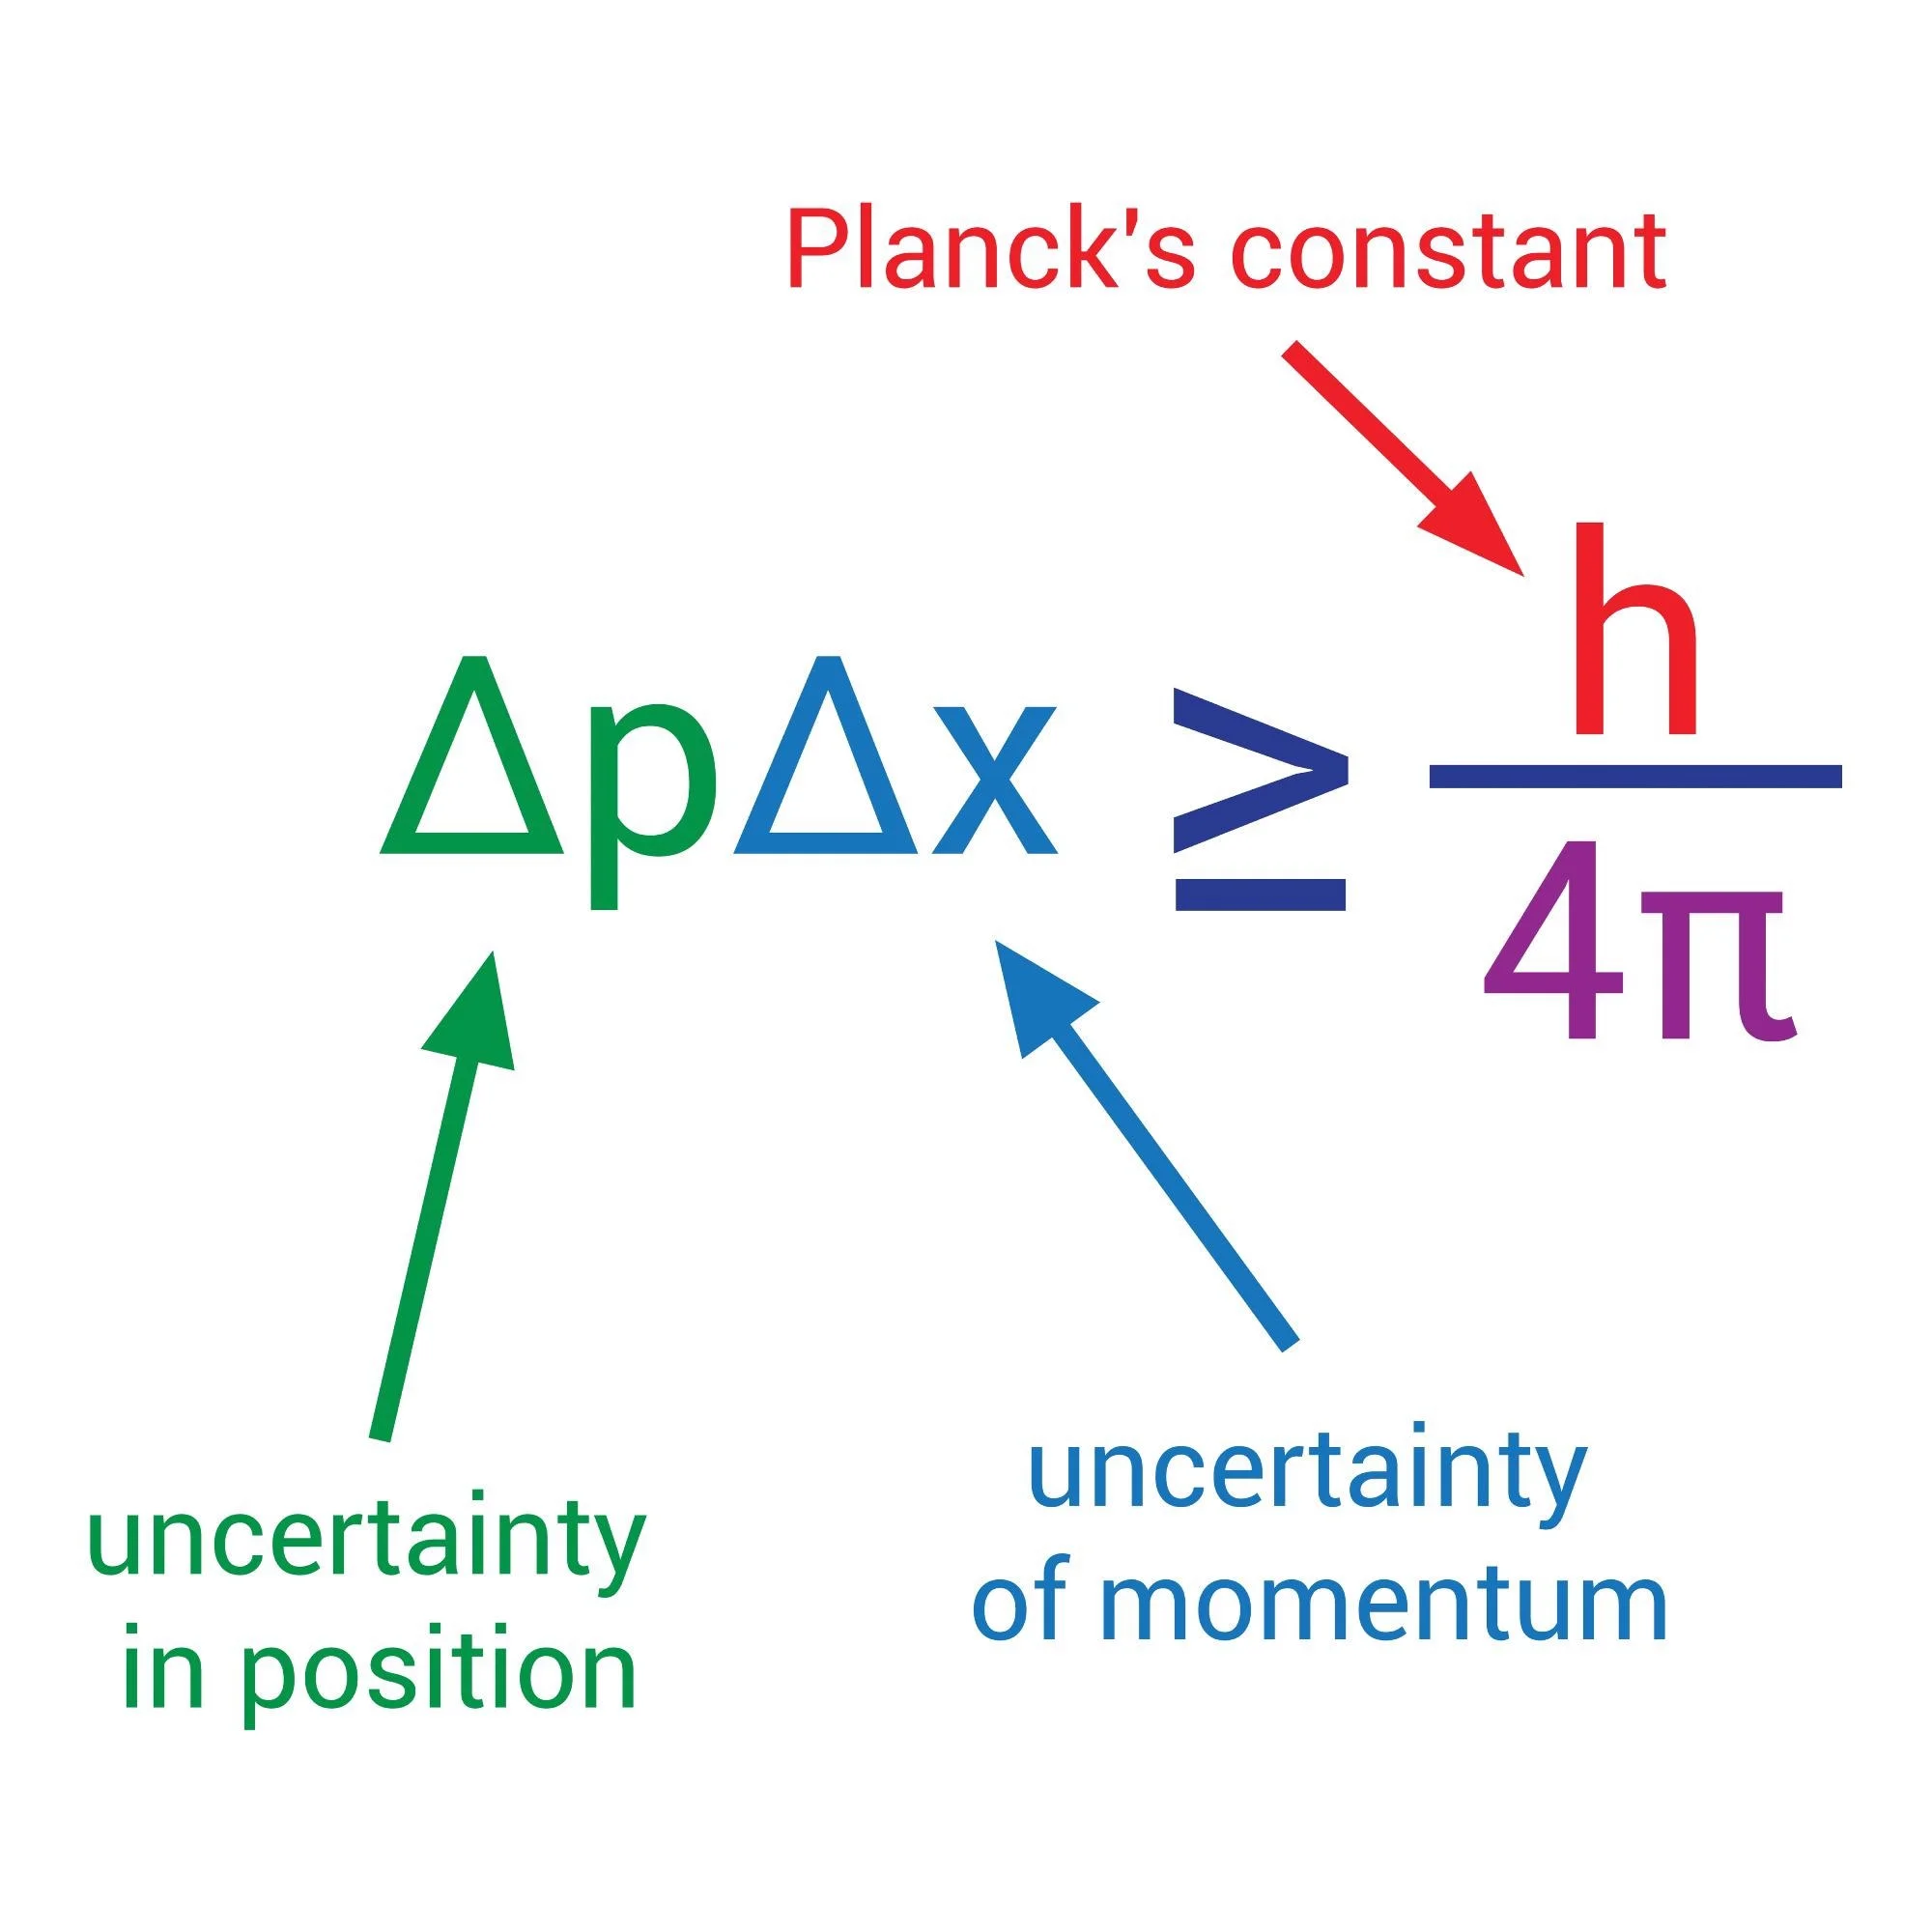 Planck's constant
ΔpΔx ≥ h
4π
uncertainty
in position
uncertainty
of momentum